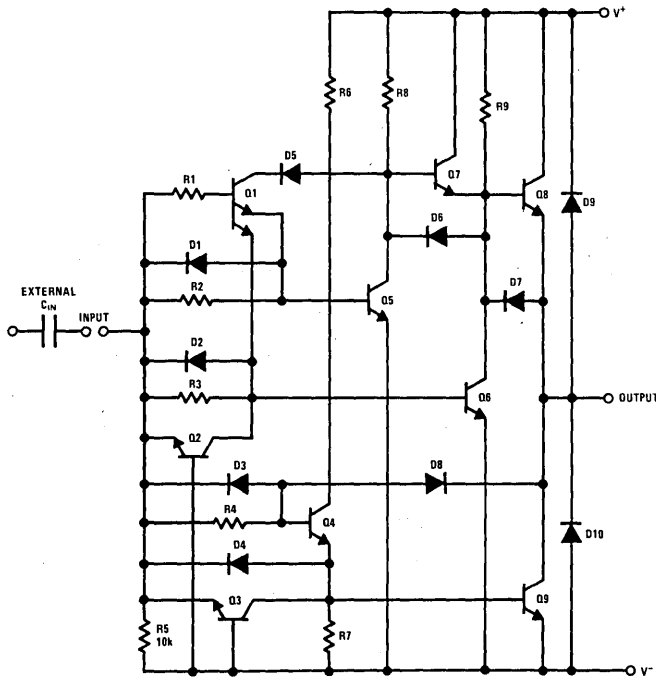 V+
R6
R8
R9
D5
R1
Q1
Q7
Q8
D9
D6
D1
EXTERNAL
CIN
INPUT
R2
Q5
D7
D2
R3
Q6
OUTPUT
Q2
D3
D8
R4
Q4
D10
D4
Q3
Q9
R5
10k
R7
V−